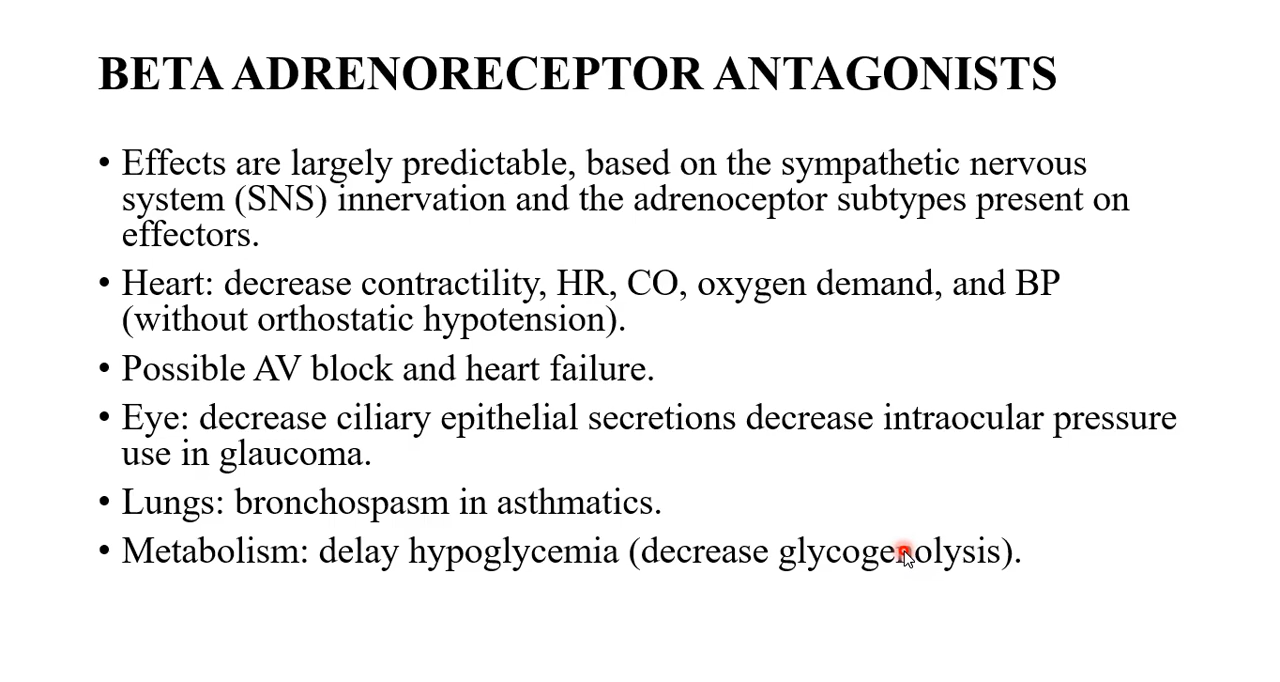 BETA ADRENORECEPTOR ANTAGONISTS
• Effects are largely predictable, based on the sympathetic nervous
system (SNS) innervation and the adrenoceptor subtypes present on
effectors.
• Heart: decrease contractility, HR, CO, oxygen demand, and BP
(without orthostatic hypotension).
• Possible AV block and heart failure.
• Eye: decrease ciliary epithelial secretions decrease intraocular pressure
use in glaucoma.
• Lungs: bronchospasm in asthmatics.
• Metabolism: delay hypoglycemia (decrease glycogenolysis).